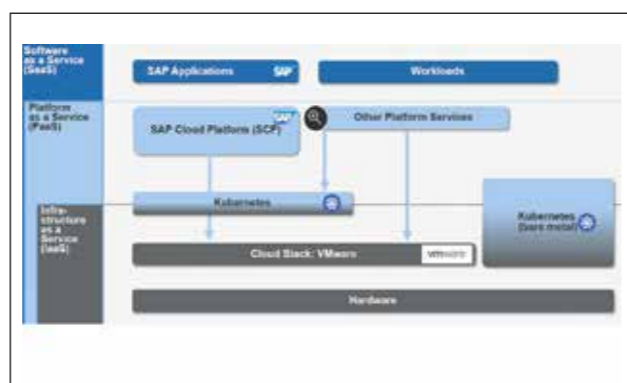 Software
as a Service
(SaaS)
SAP Applications
SAP
Workloads
Platform
as a Service
(PaaS)
SAP Cloud Platform (SCP)
SAP
Other Platform Services
Kubernetes
Infra-
structure
as a
Service
(IaaS)
Kubernetes
(bare metal)
Cloud Stack: VMware
vmware
Hardware